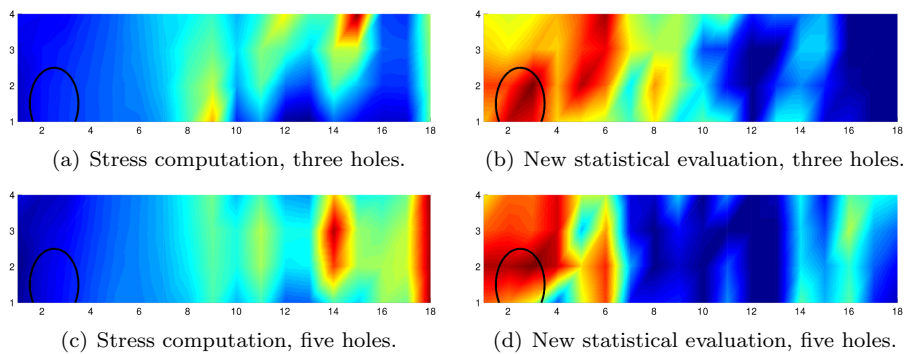 4
4
3
3
2
2
1
1
2 4 6 8 10 12 14 16 18
2 4 6 8 10 12 14 16 18
(a) Stress computation, three holes.
(b) New statistical evaluation, three holes.
4
4
3
3
2
2
1
1
2 4 6 8 10 12 14 16 18
2 4 6 8 10 12 14 16 18
(c) Stress computation, five holes.
(d) New statistical evaluation, five holes.